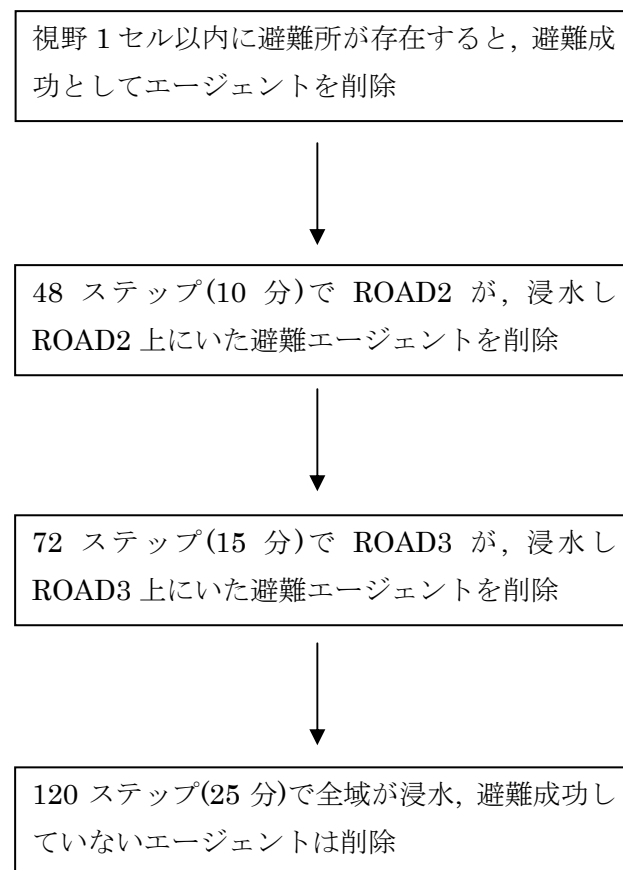 視野 1 セル以内に避難所が存在すると, 避難成
功としてエージェントを削除
48 ステップ(10 分)で ROAD2 が, 浸水し
ROAD2 上にいた避難エージェントを削除
72 ステップ(15 分)で ROAD3 が, 浸水し
ROAD3 上にいた避難エージェントを削除
120 ステップ(25 分)で全域が浸水, 避難成功し
ていないエージェントは削除